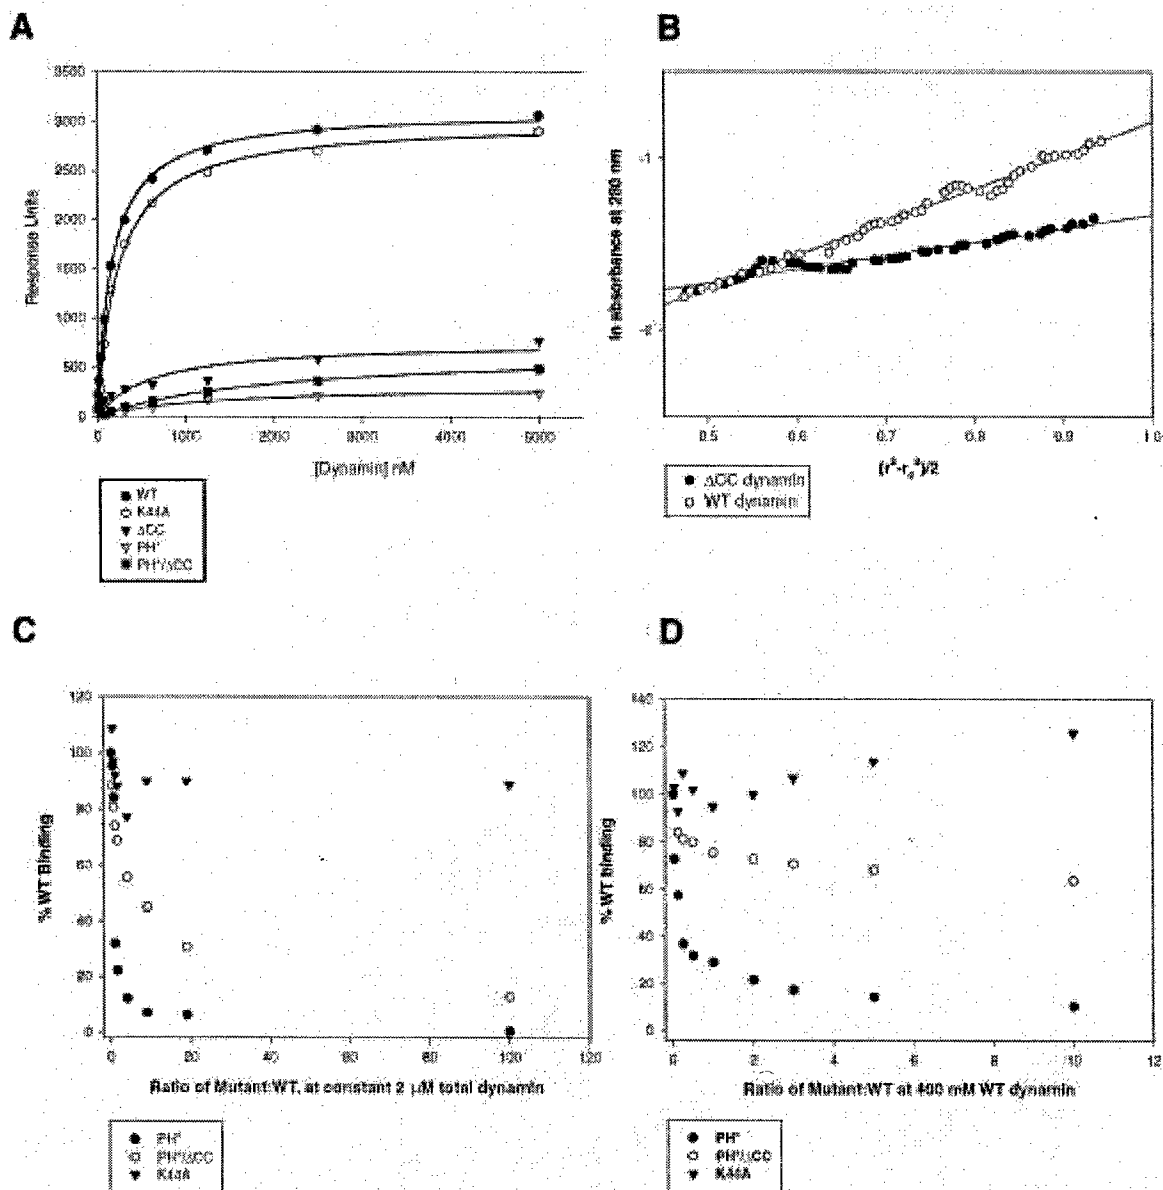 A
3500
3000
2500
2000
1500
1000
500
0
Response Units
0 1000 2000 3000 4000 5000
[Dynamin] nM
WT
K44A
ΔCC
PH*
PH*/ΔCC
B
-1
ln absorbance at 280 nm
0.5 0.6 0.7 0.8 0.9 1.0
ΔCC dynamin
WT dynamin
C
120
100
80
60
40
20
0
% WT Binding
0 20 40 60 80 100 120
Ratio of Mutant:WT, at constant 2 μM total dynamin
PH*
PH*/ΔCC
K44A
D
140
120
100
80
60
40
20
0
% WT binding
0 2 4 6 8 10 12
Ratio of Mutant:WT at 400 mM WT dynamin
PH*
PH*/ΔCC
K44A